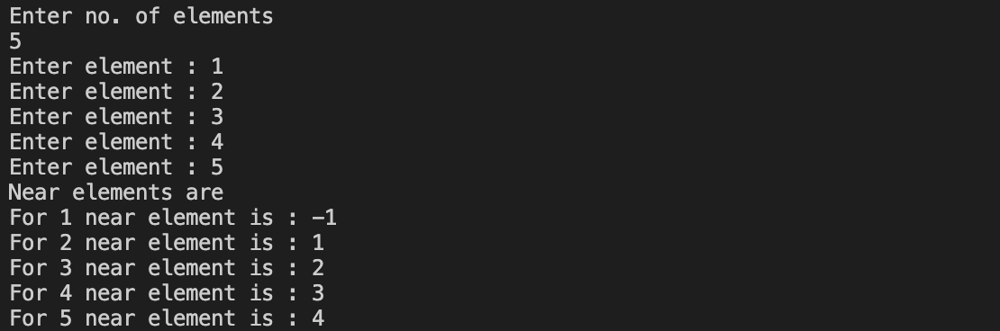 Enter no. of elements
5
Enter element : 1
Enter element : 2
Enter element : 3
Enter element : 4
Enter element : 5
Near elements are
For 1 near element is : -1
For 2 near element is : 1
For 3 near element is : 2
For 4 near element is : 3
For 5 near element is : 4